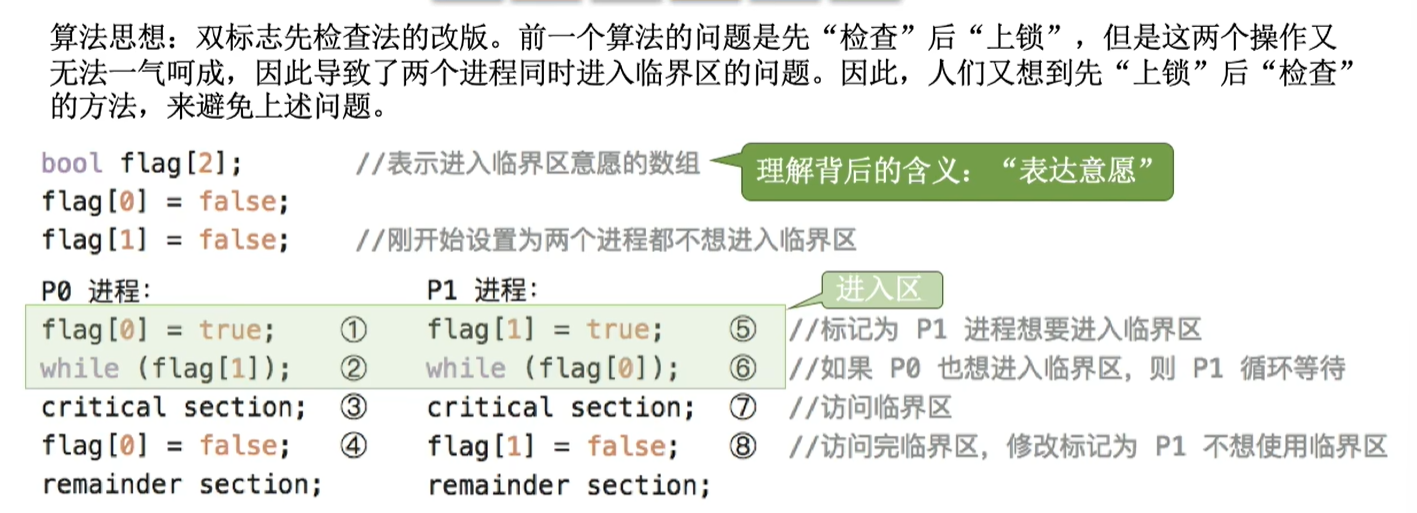 算法思想：双标志先检查法的改版。前一个算法的问题是先“检查”后“上锁”，但是这两个操作又
无法一气呵成，因此导致了两个进程同时进入临界区的问题。因此，人们又想到先“上锁”后“检查”
的方法，来避免上述问题。
bool flag[2]; //表示进入临界区意愿的数组 理解背后的含义：“表达意愿”
flag[0] = false;
flag[1] = false; //刚开始设置为两个进程都不想进入临界区
P0 进程: P1 进程: 进入区
flag[0] = true; ① flag[1] = true; ⑤ //标记为 P1 进程想要进入临界区
while (flag[1]); ② while (flag[0]); ⑥ //如果 P0 也想进入临界区，则 P1 循环等待
critical section; ③ critical section; ⑦ //访问临界区
flag[0] = false; ④ flag[1] = false; ⑧ //访问完临界区，修改标记为 P1 不想使用临界区
remainder section; remainder section;